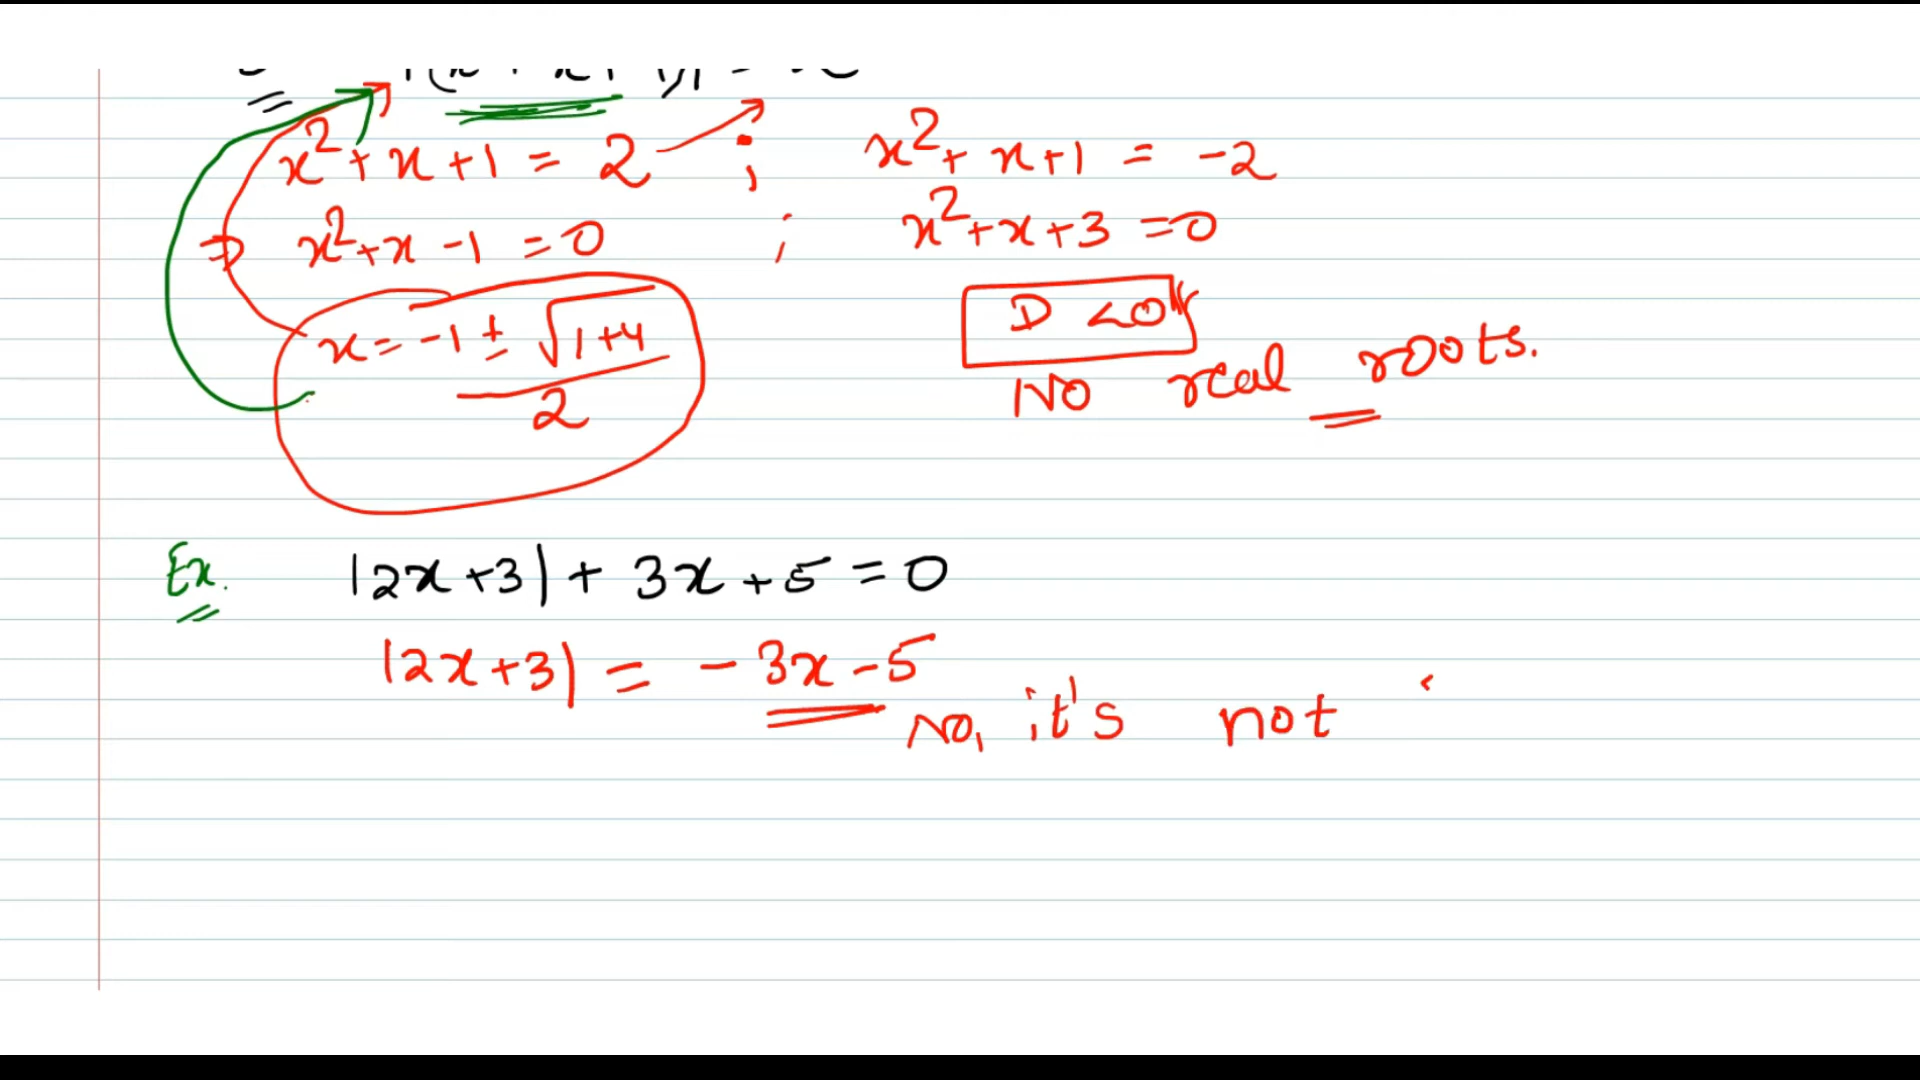 x²+x+1 = 2 ; x²+x+1 = -2
⇒ x²+x-1=0 ; x²+x+3=0
x = (-1 ± √(1+4))/2 D<0
No real roots.
Ex. |2x+3| + 3x+5=0
|2x+3| = -3x-5
No, it's not